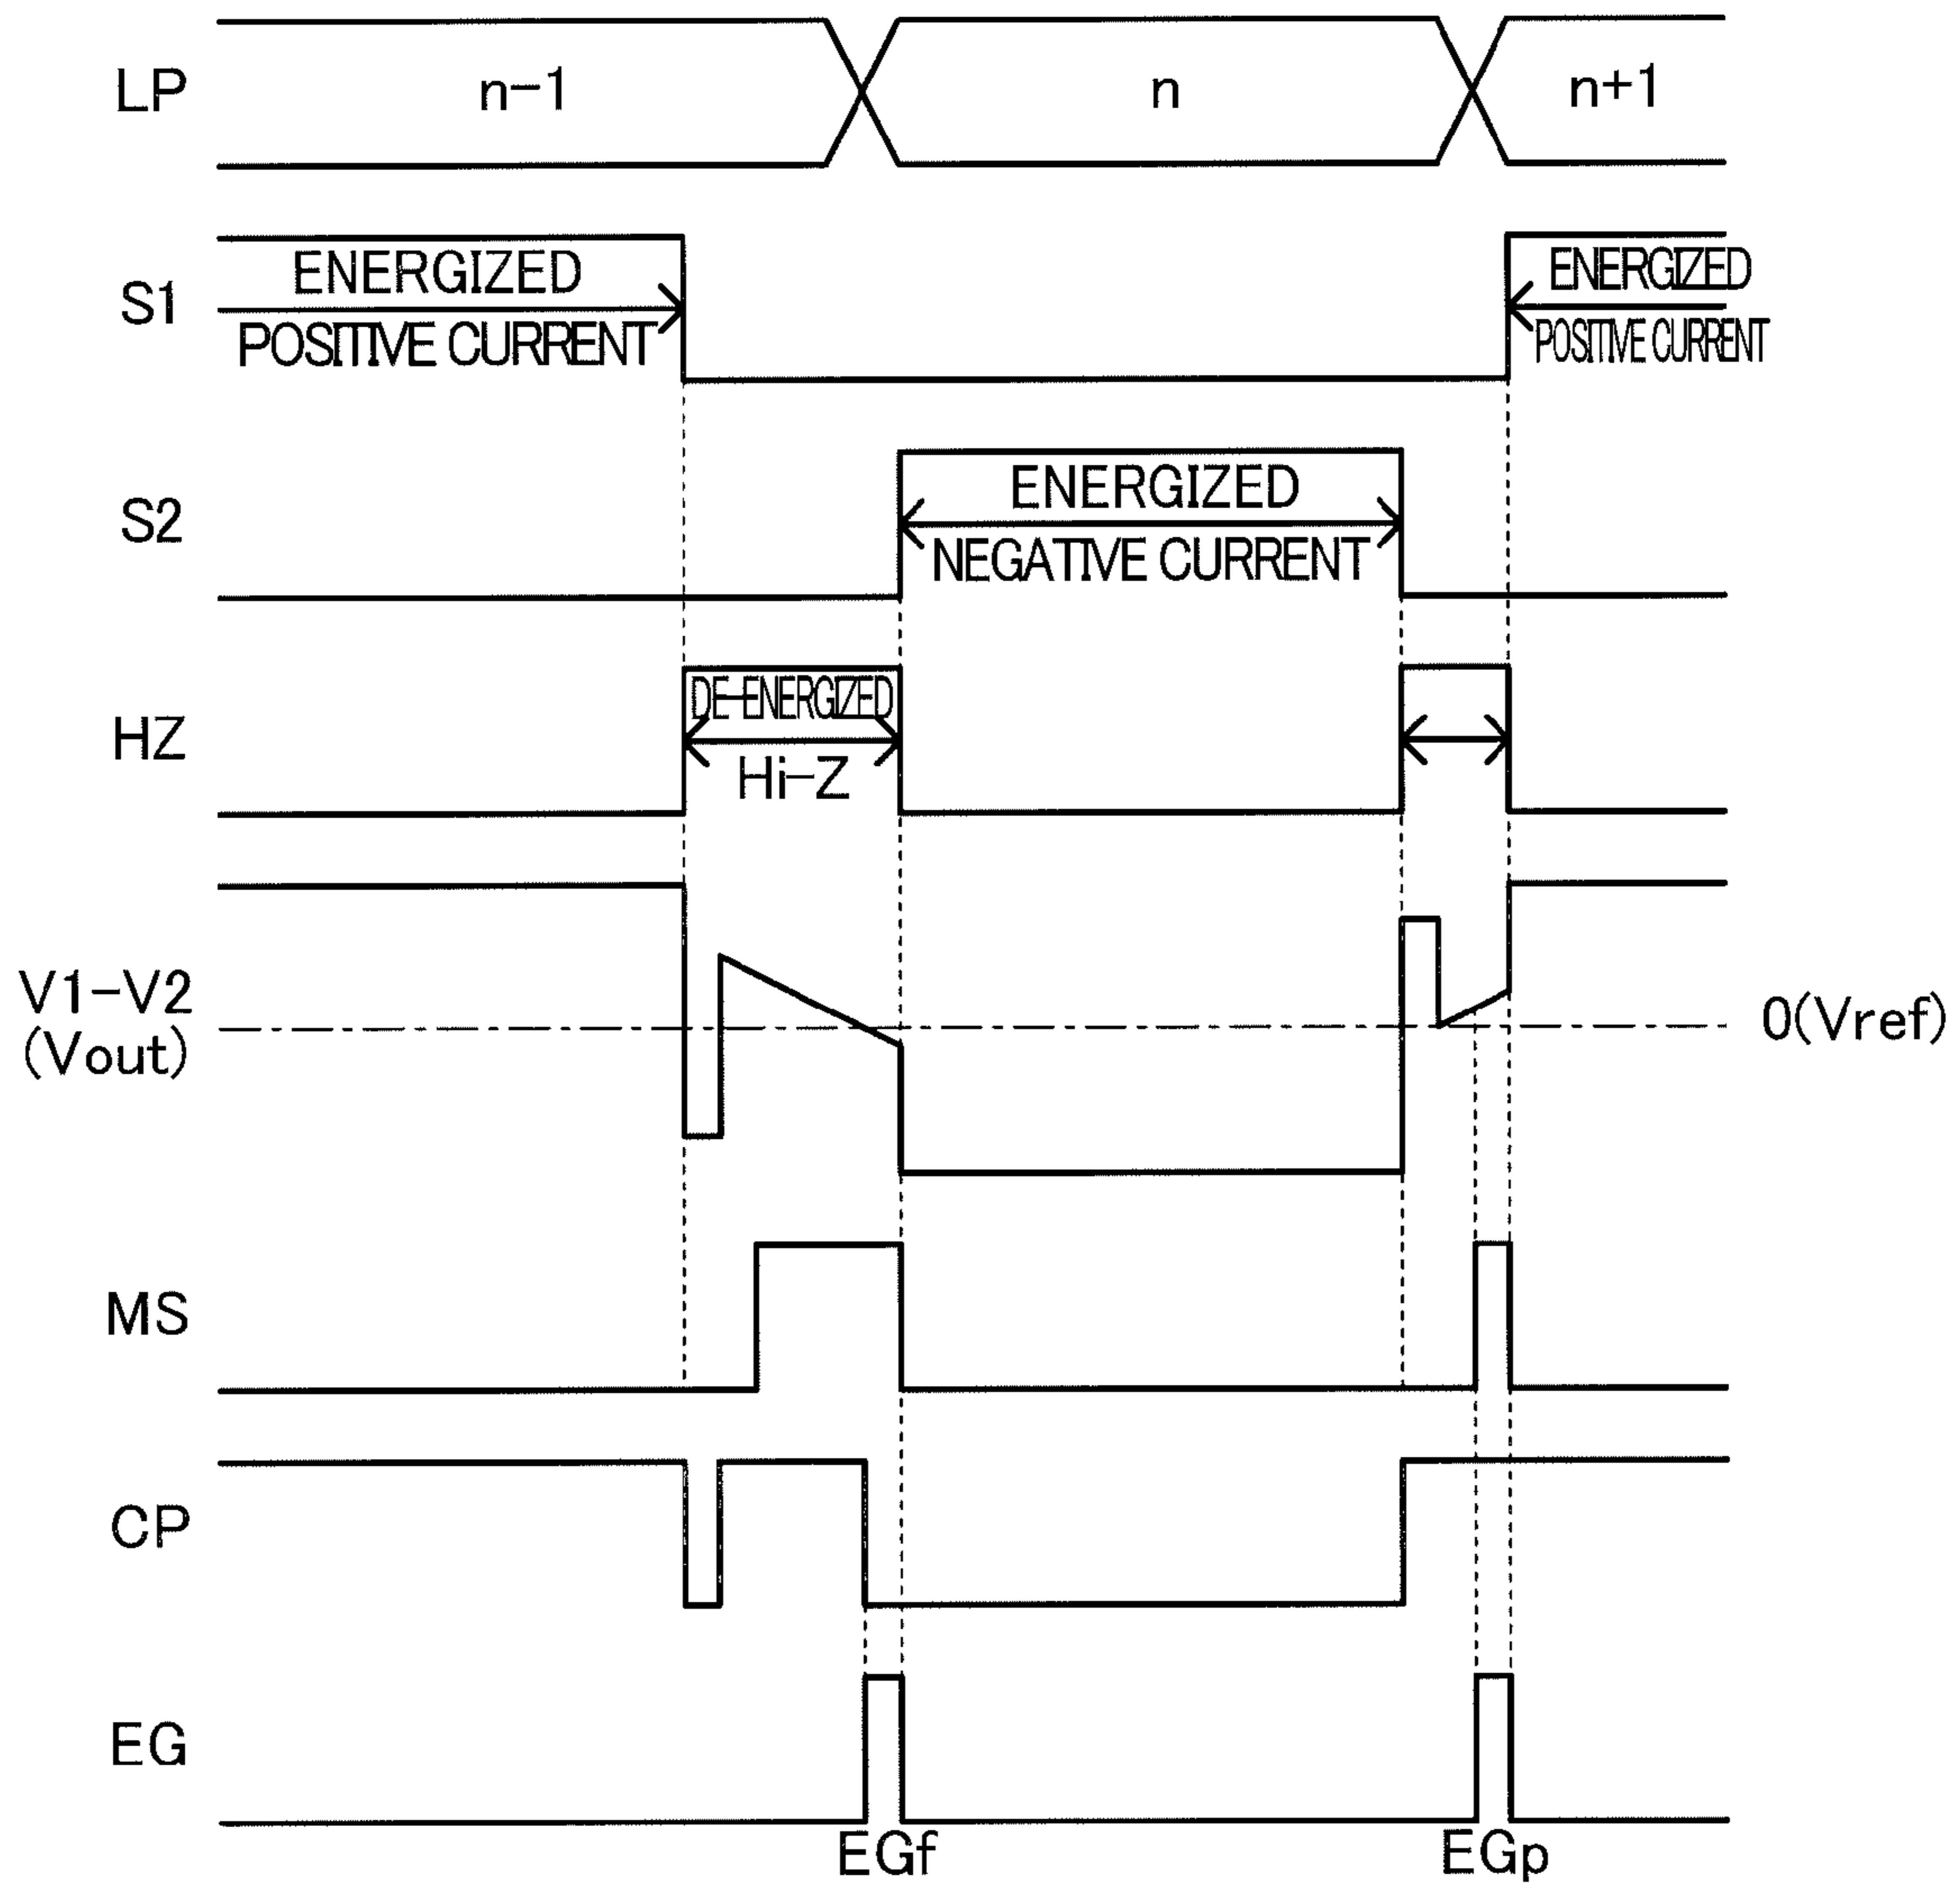 LP
n-1
n
n+1
S1
ENERGIZED
POSITIVE CURRENT
ENERGIZED
POSITIVE CURRENT
S2
ENERGIZED
NEGATIVE CURRENT
HZ
DE-ENERGIZED
Hi-Z
V1-V2
(Vout)
0(Vref)
MS
CP
EG
EGf
EGp